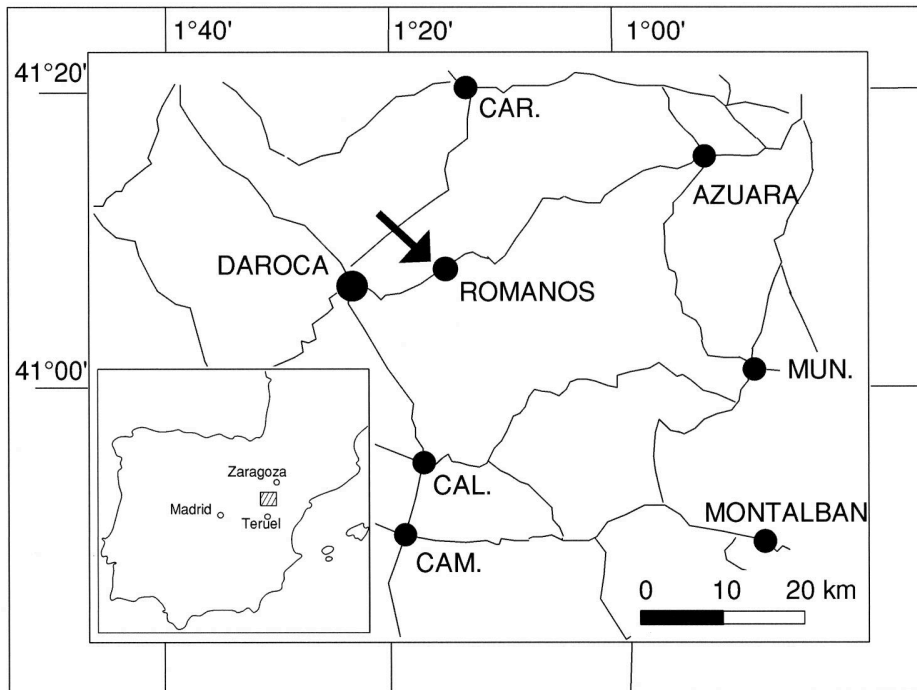 1°40' 1°20' 1°00'
41°20'
CAR.
AZUARA
DAROCA
ROMANOS
41°00'
MUN.
Zaragoza
CAL.
Madrid
Teruel
MONTALBAN
CAM.
0 10 20 km